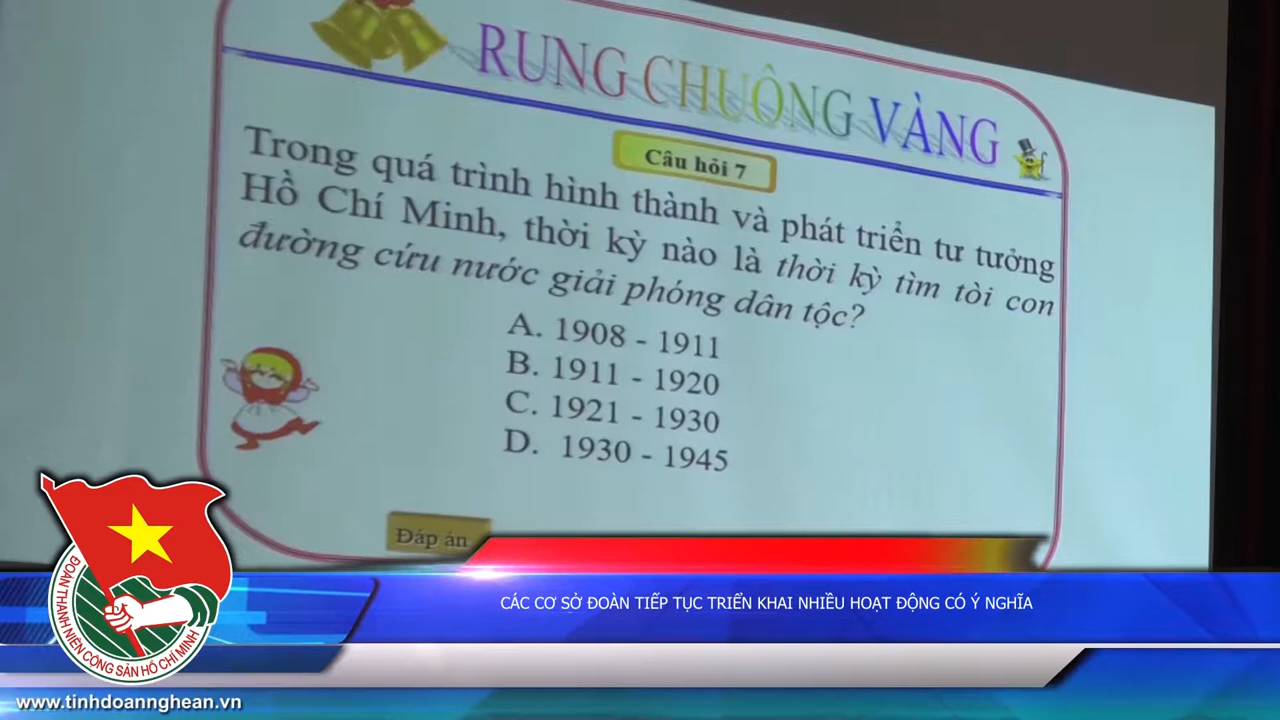 RUNG CHUÔNG VÀNG
Câu hỏi 7
Trong quá trình hình thành và phát triển tư tưởng
Hồ Chí Minh, thời kỳ nào là thời kỳ tìm tòi con
đường cứu nước giải phóng dân tộc?
A. 1908 - 1911
B. 1911 - 1920
C. 1921 - 1930
D. 1930 - 1945
Đáp án
CÁC CƠ SỞ ĐOÀN TIẾP TỤC TRIỂN KHAI NHIỀU HOẠT ĐỘNG CÓ Ý NGHĨA
ĐOÀN THANH NIÊN CỘNG SẢN HỒ CHÍ MINH
www.tinhdoannghean.vn